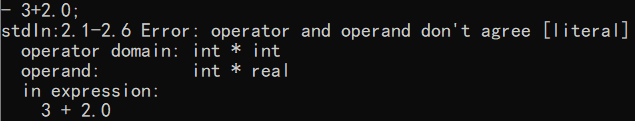 - 3+2.0;
stdIn:2.1-2.6 Error: operator and operand don't agree [literal]
  operator domain: int * int
  operand:         int * real
  in expression:
    3 + 2.0